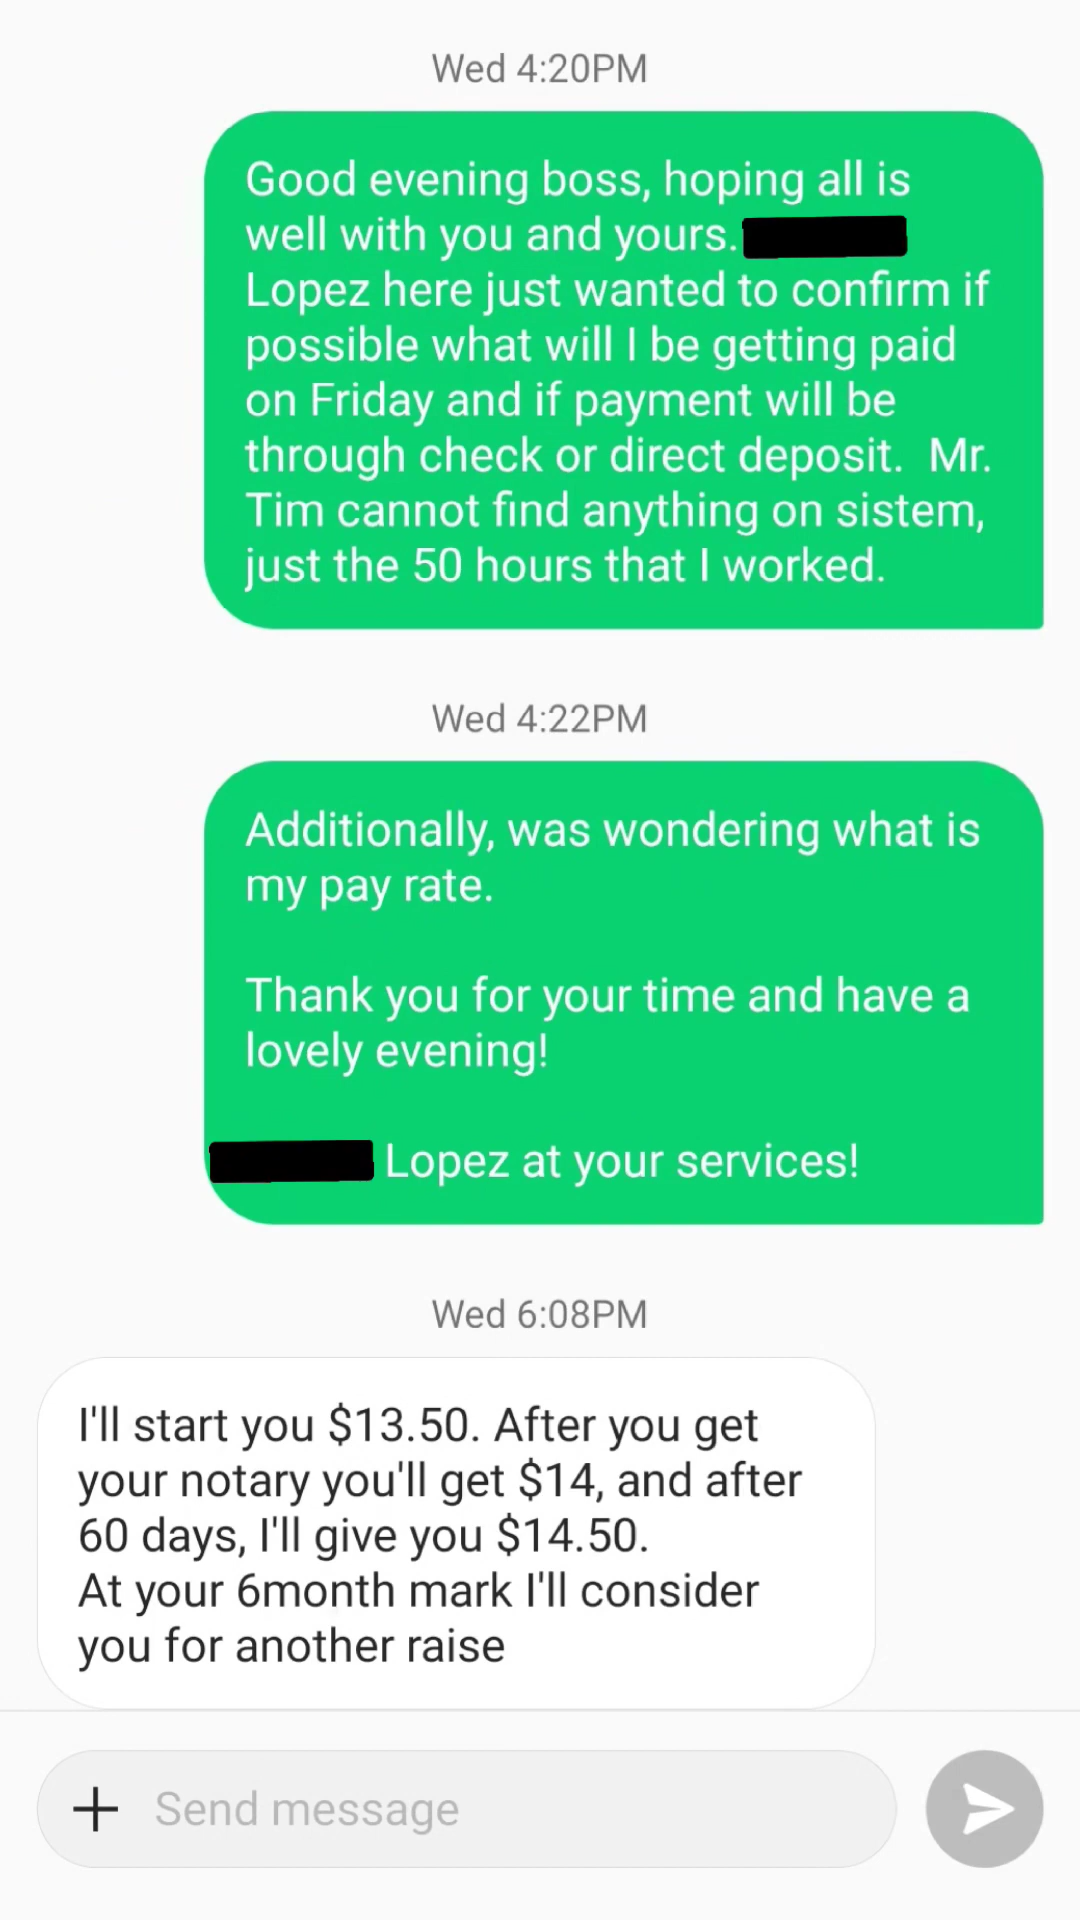 Wed 4:20PM
Good evening boss, hoping all is
well with you and yours.
Lopez here just wanted to confirm if
possible what will I be getting paid
on Friday and if payment will be
through check or direct deposit.  Mr.
Tim cannot find anything on sistem,
just the 50 hours that I worked.
Wed 4:22PM
Additionally, was wondering what is
my pay rate.
Thank you for your time and have a
lovely evening!
Lopez at your services!
Wed 6:08PM
I'll start you $13.50. After you get
your notary you'll get $14, and after
60 days, I'll give you $14.50.
At your 6month mark I'll consider
you for another raise
Send message